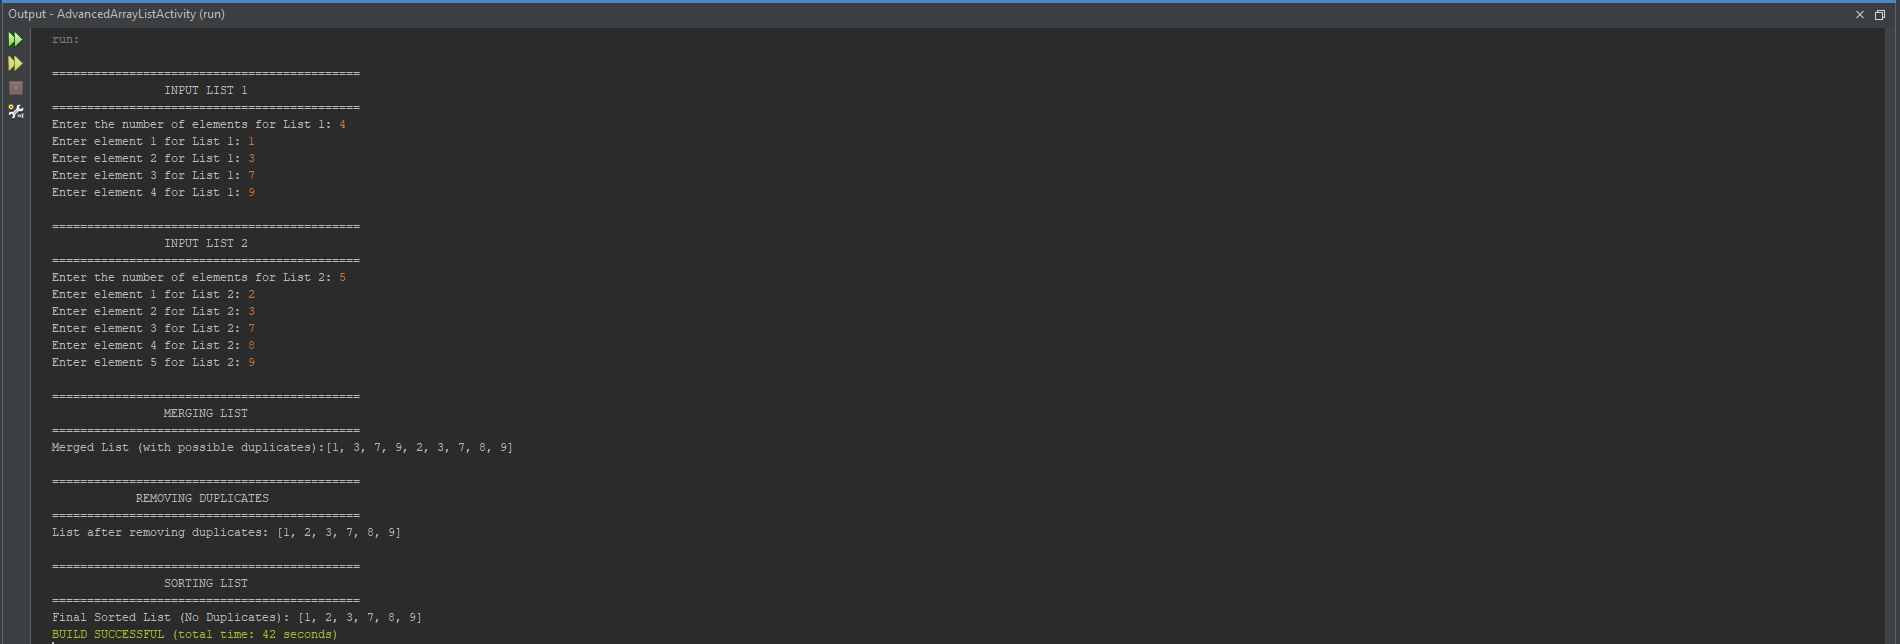 Output - AdvancedArrayListActivity (run)
run:
============================================
INPUT LIST 1
============================================
Enter the number of elements for List 1: 4
Enter element 1 for List 1: 1
Enter element 2 for List 1: 3
Enter element 3 for List 1: 7
Enter element 4 for List 1: 9
============================================
INPUT LIST 2
============================================
Enter the number of elements for List 2: 5
Enter element 1 for List 2: 2
Enter element 2 for List 2: 3
Enter element 3 for List 2: 7
Enter element 4 for List 2: 8
Enter element 5 for List 2: 9
============================================
MERGING LIST
============================================
Merged List (with possible duplicates):[1, 3, 7, 9, 2, 3, 7, 8, 9]
============================================
REMOVING DUPLICATES
============================================
List after removing duplicates: [1, 2, 3, 7, 8, 9]
============================================
SORTING LIST
============================================
Final Sorted List (No Duplicates): [1, 2, 3, 7, 8, 9]
BUILD SUCCESSFUL (total time: 42 seconds)